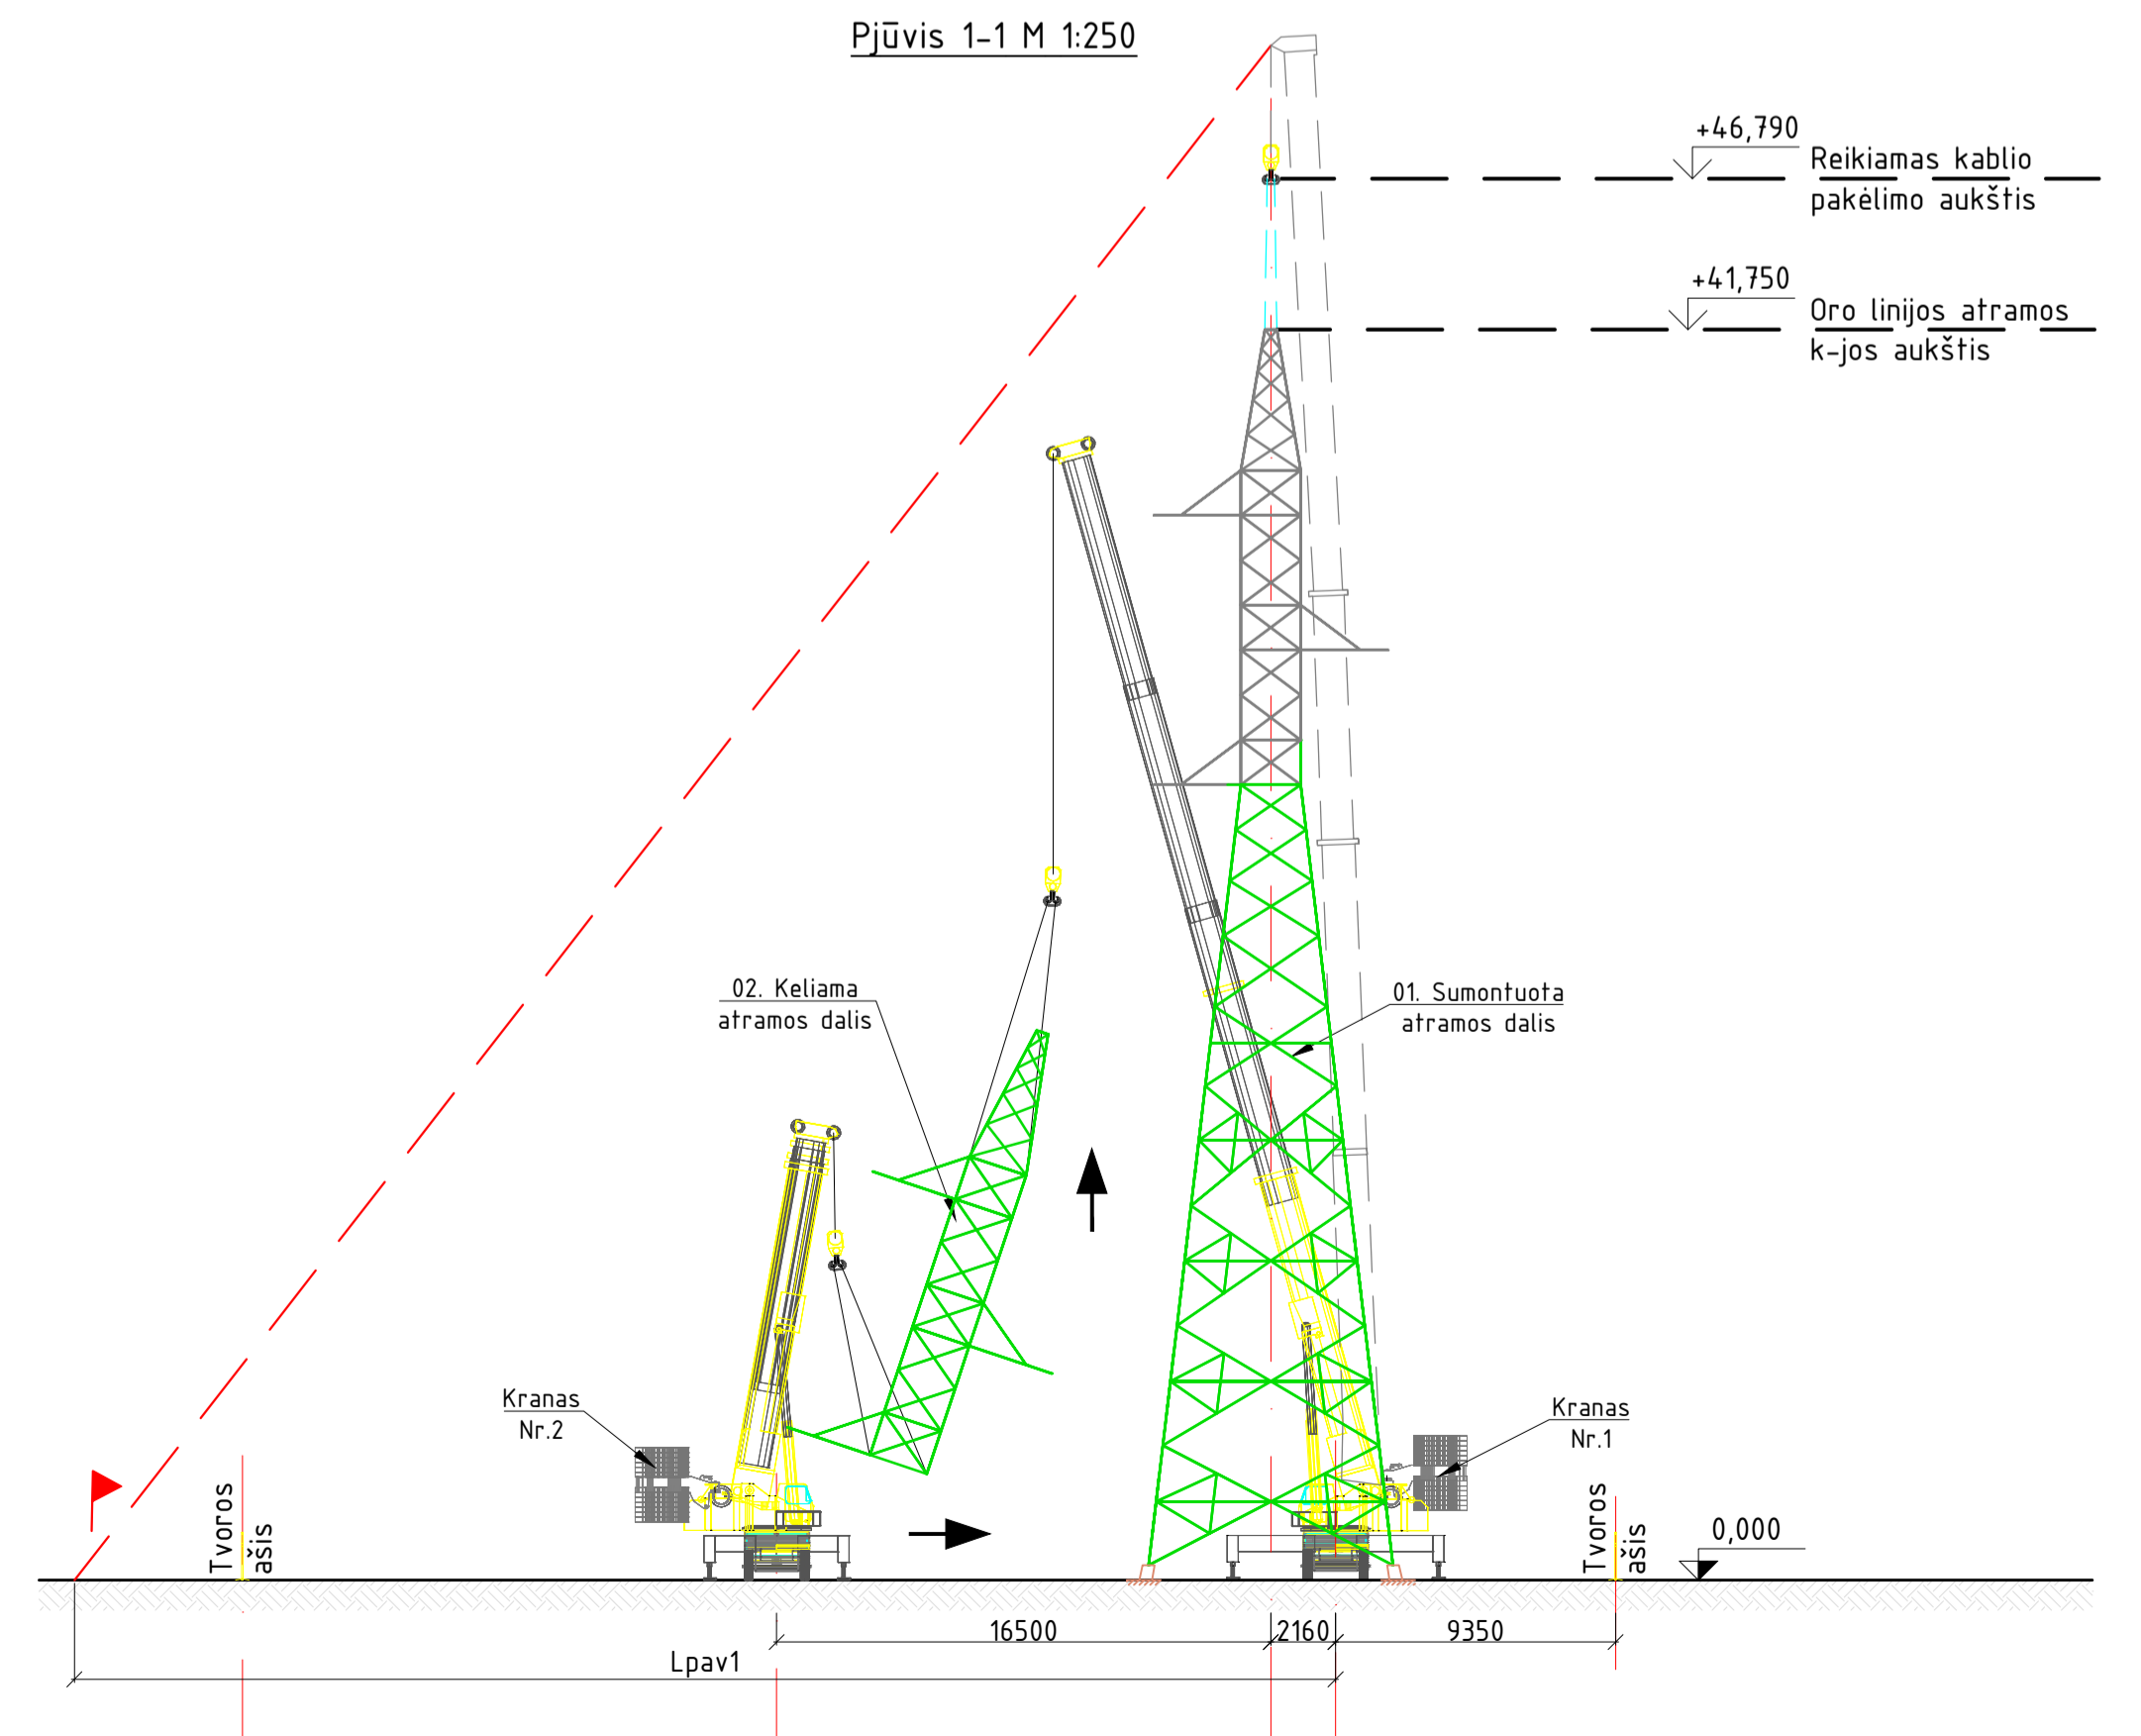 Pjūvis 1-1 M 1:250
+46,790
Reikiamas kablio
pakėlimo aukštis
+41,750
Oro linijos atramos
k-jos aukštis
02. Keliama
atramos dalis
01. Sumontuota
atramos dalis
Kranas
Nr.2
Kranas
Nr.1
Tvoros
ašis
Tvoros
ašis
0,000
16500
2160
9350
Lpav1